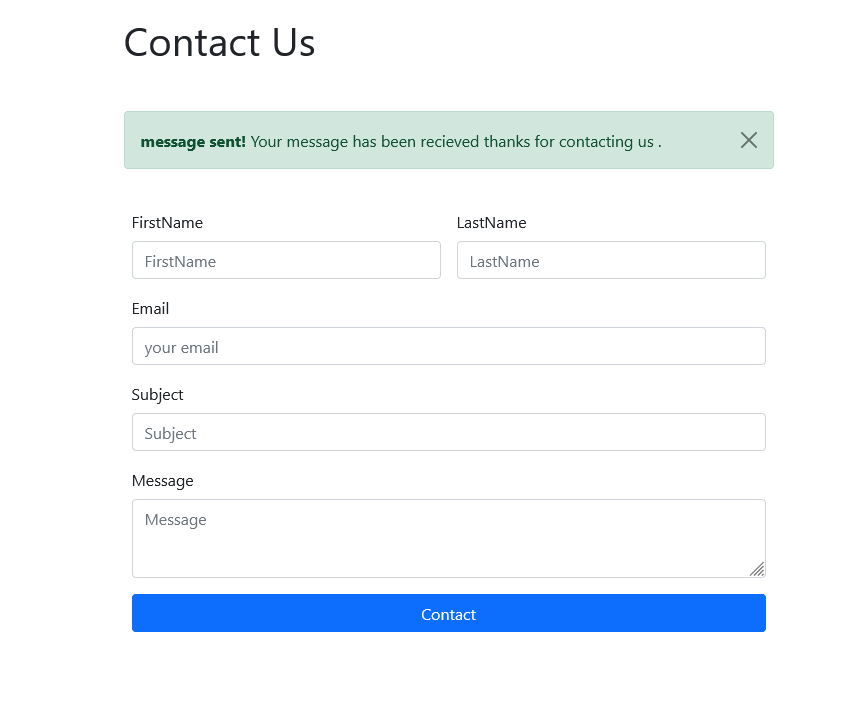 Contact Us
message sent! Your message has been recieved thanks for contacting us .
FirstName LastName
FirstName LastName
Email
your email
Subject
Subject
Message
Message
Contact